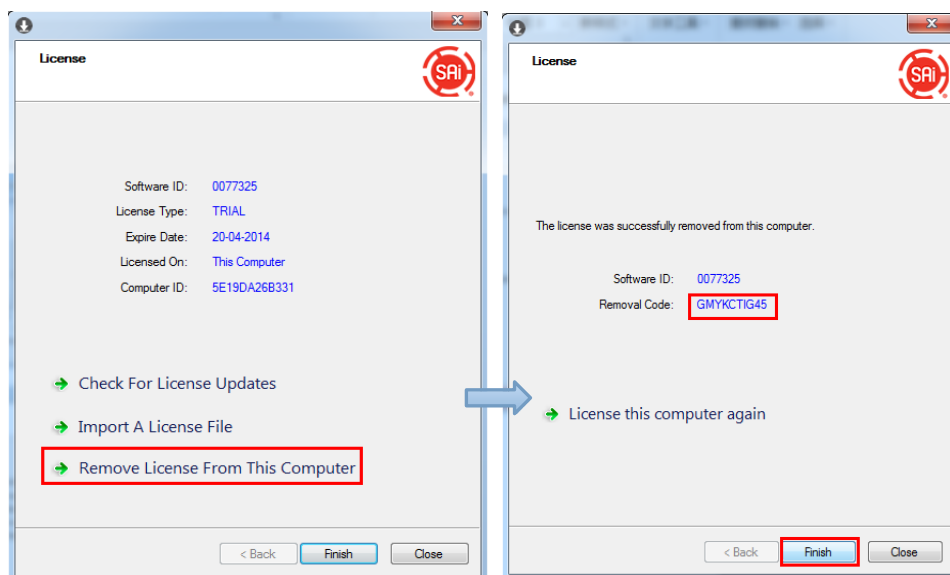 License
SAi
Software ID: 0077325
License Type: TRIAL
Expire Date: 20-04-2014
Licensed On: This Computer
Computer ID: 5E19DA26B331
Check For License Updates
Import A License File
Remove License From This Computer
< Back Finish Close
License
SAi
The license was successfully removed from this computer.
Software ID: 0077325
Removal Code: GMYKCTIG45
License this computer again
< Back Finish Close